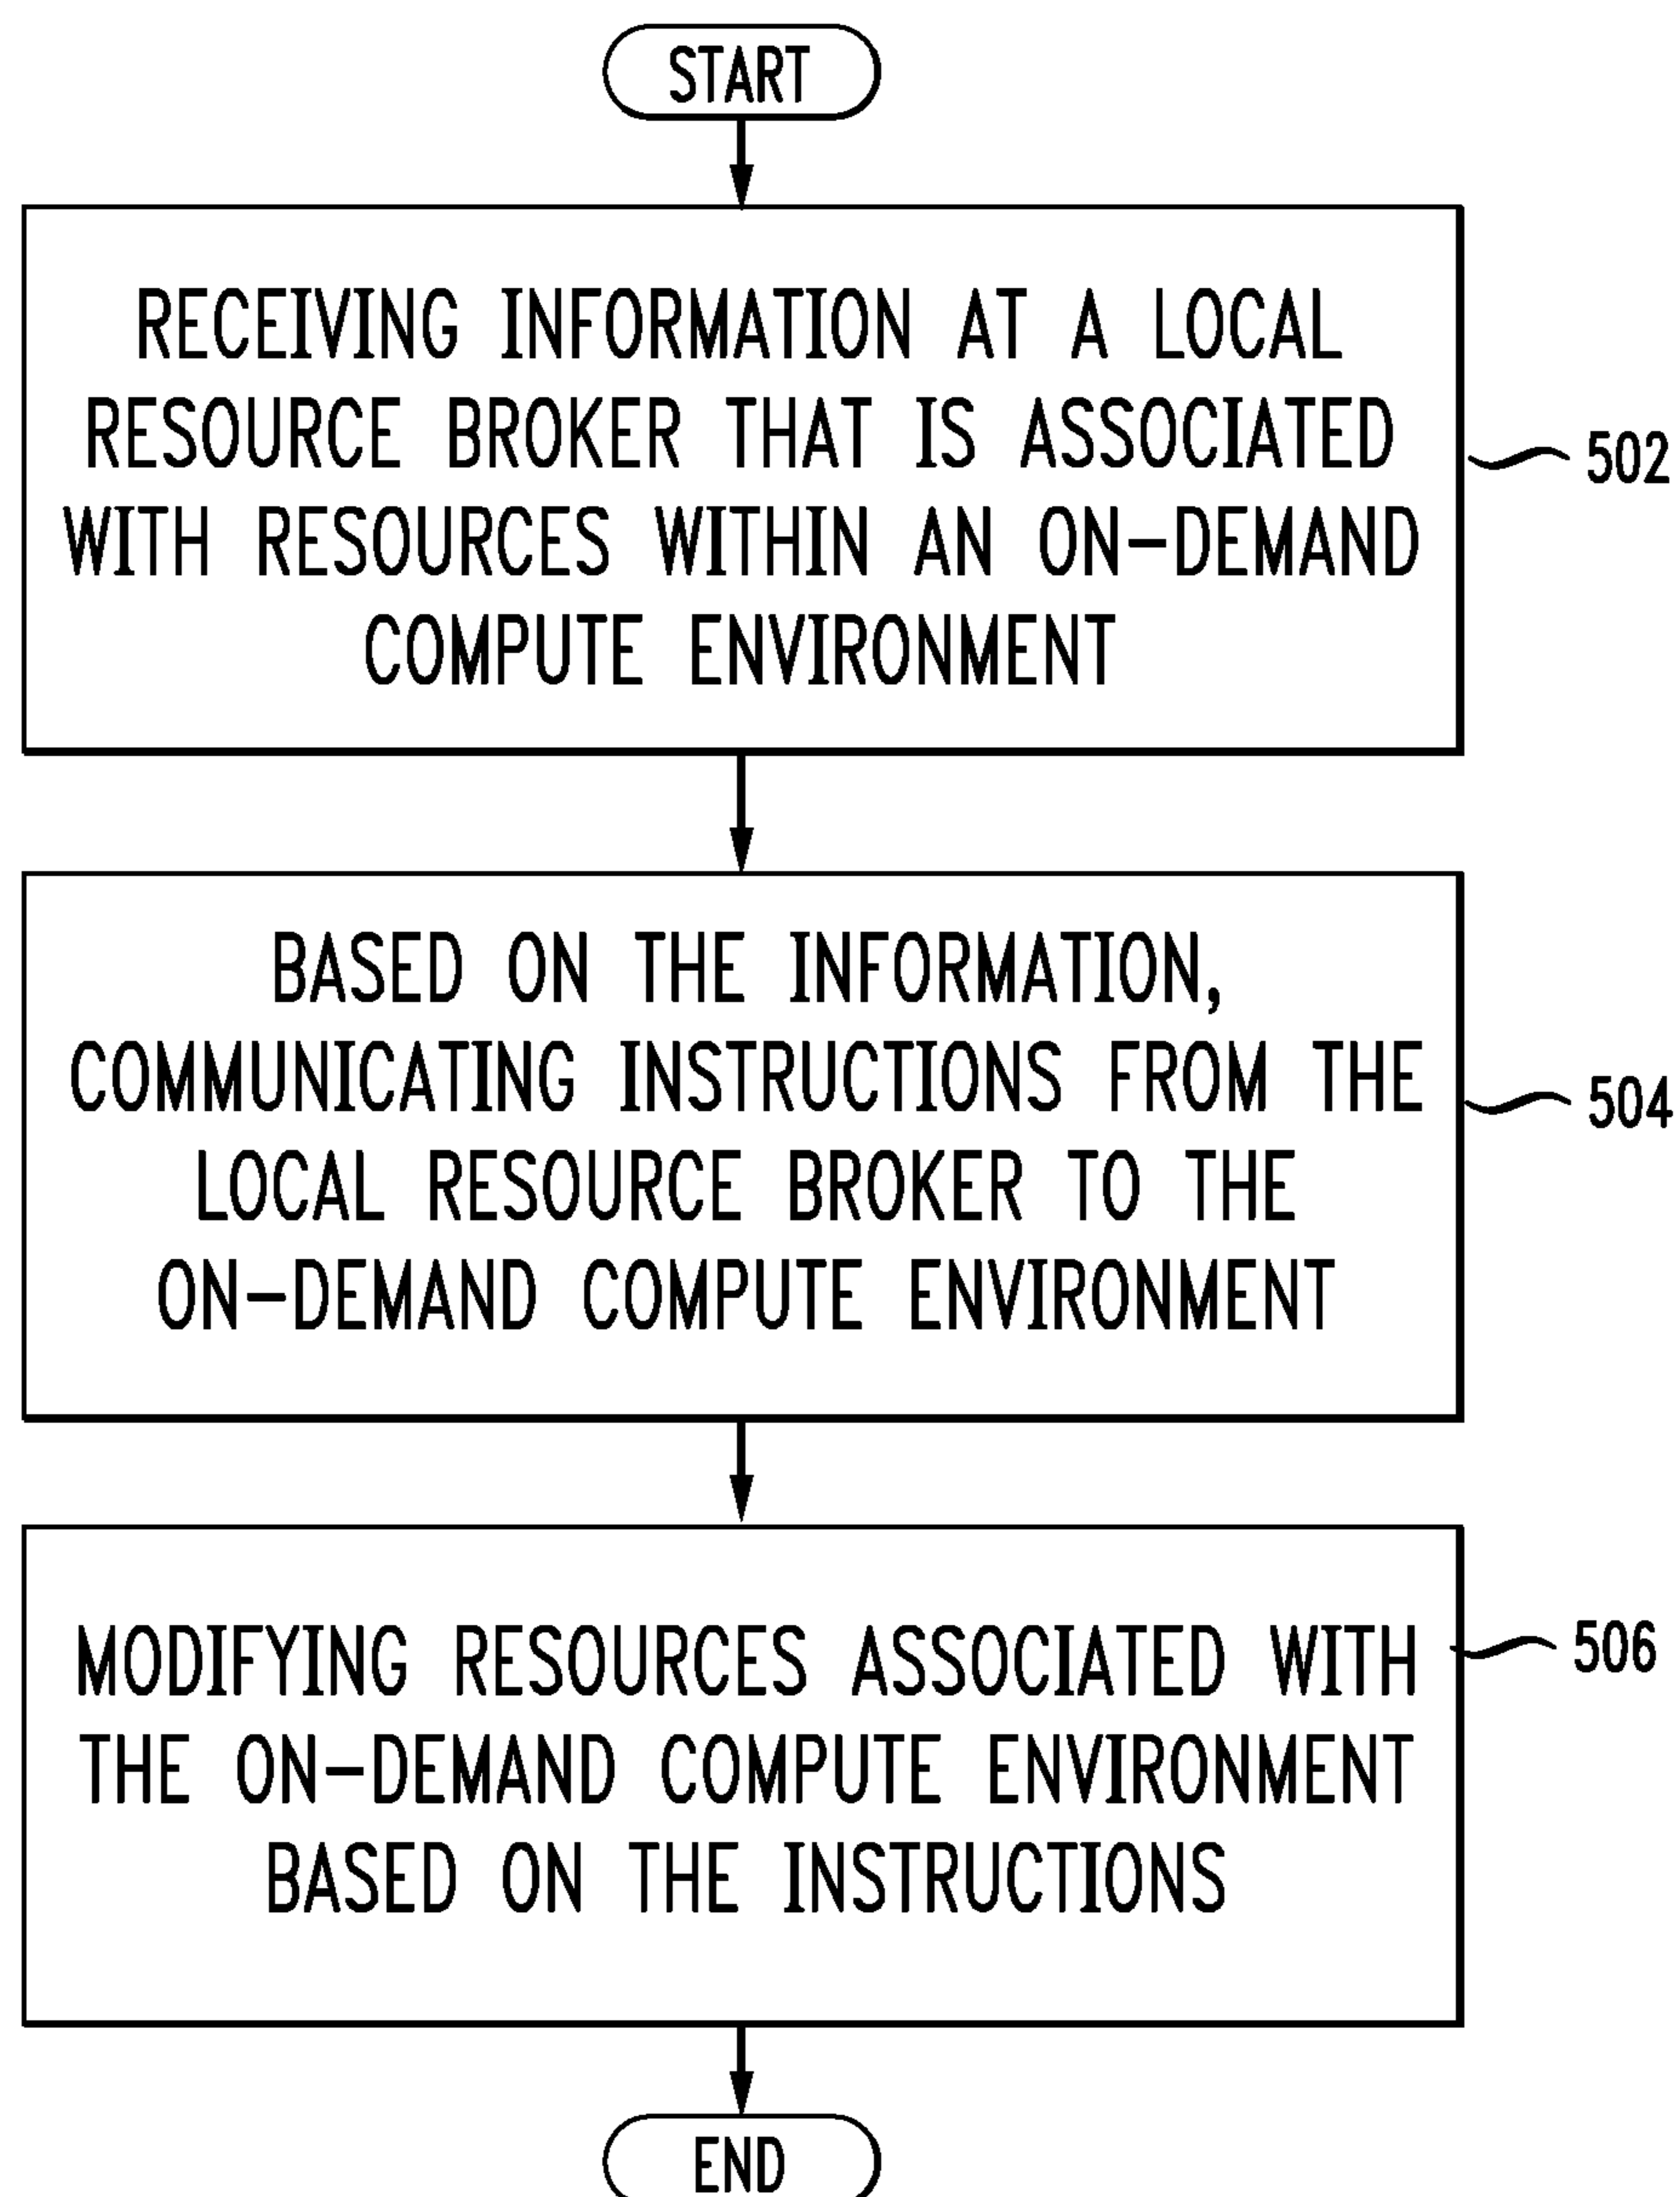 START
RECEIVING INFORMATION AT A LOCAL
RESOURCE BROKER THAT IS ASSOCIATED
WITH RESOURCES WITHIN AN ON-DEMAND
COMPUTE ENVIRONMENT
502
BASED ON THE INFORMATION,
COMMUNICATING INSTRUCTIONS FROM THE
LOCAL RESOURCE BROKER TO THE
ON-DEMAND COMPUTE ENVIRONMENT
504
MODIFYING RESOURCES ASSOCIATED WITH
THE ON-DEMAND COMPUTE ENVIRONMENT
BASED ON THE INSTRUCTIONS
506
END